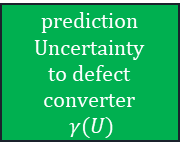 prediction
Uncertainty
to defect
converter
γ(U)